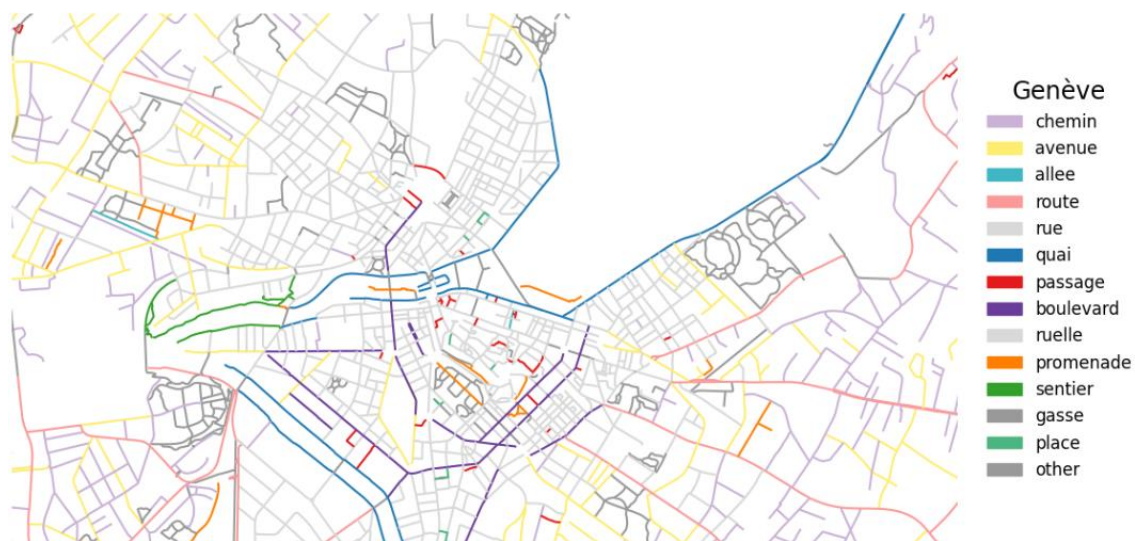 Genève
chemin
avenue
allee
route
rue
quai
passage
boulevard
ruelle
promenade
sentier
gasse
place
other